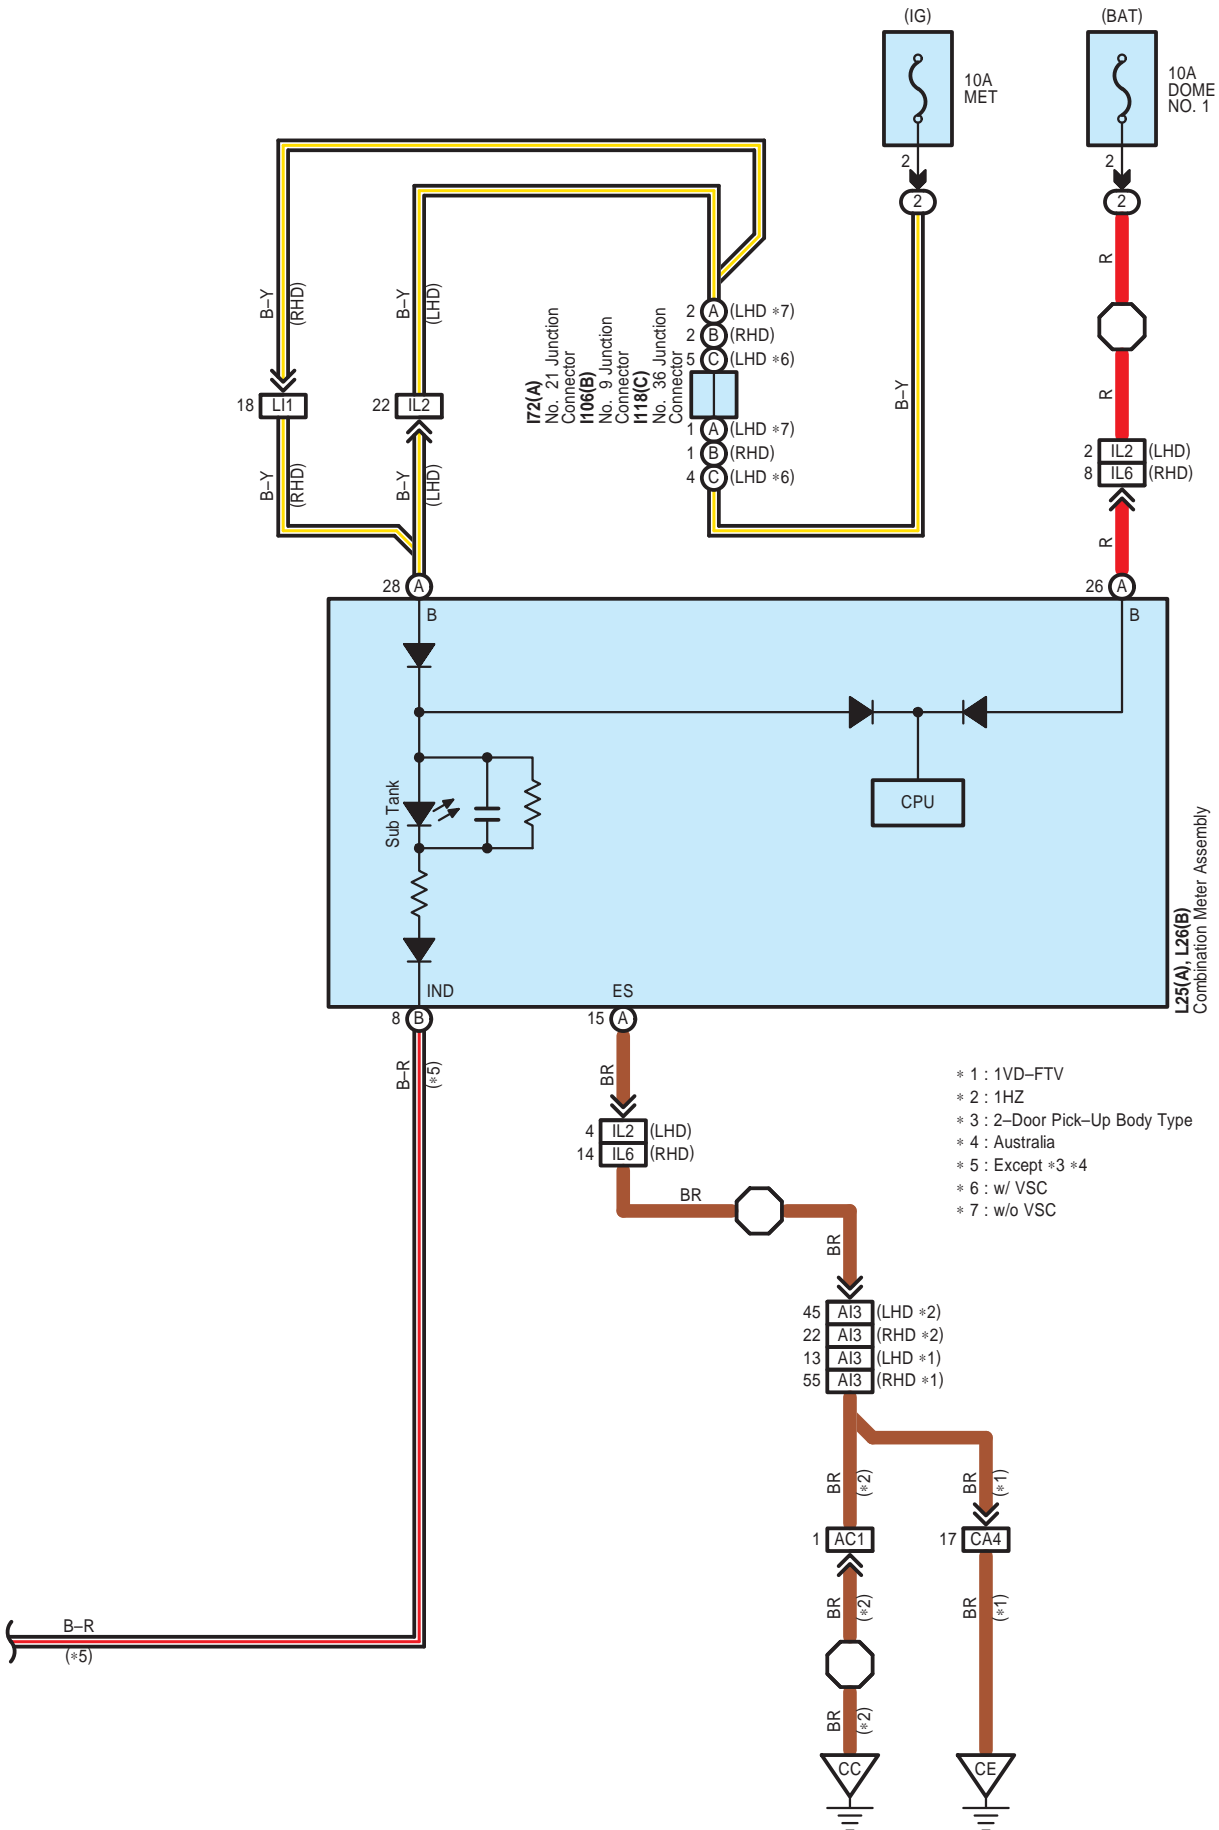 (IG)
(BAT)
10A
MET
10A
DOME
NO. 1
2
2
2
2
R
B–Y
(RHD)
B–Y
(LHD)
2 A (LHD ∗7)
2 B (RHD)
5 C (LHD ∗6)
I72(A)
No. 21 Junction
Connector
I106(B)
No. 9 Junction
Connector
I118(C)
No. 36 Junction
Connector
B–Y
R
18 LI1
22 IL2
1 A (LHD ∗7)
1 B (RHD)
4 C (LHD ∗6)
2 IL2 (LHD)
8 IL6 (RHD)
B–Y
(RHD)
B–Y
(LHD)
R
28 A
26 A
B
B
Sub Tank
CPU
L25(A), L26(B)
Combination Meter Assembly
IND
ES
8 B
15 A
B–R
(∗5)
BR
∗ 1 : 1VD–FTV
∗ 2 : 1HZ
∗ 3 : 2–Door Pick–Up Body Type
∗ 4 : Australia
∗ 5 : Except ∗3 ∗4
∗ 6 : w/ VSC
∗ 7 : w/o VSC
4 IL2 (LHD)
14 IL6 (RHD)
BR
BR
45 AI3 (LHD ∗2)
22 AI3 (RHD ∗2)
13 AI3 (LHD ∗1)
55 AI3 (RHD ∗1)
BR
(∗2)
BR
(∗1)
1 AC1
17 CA4
BR
(∗2)
BR
(∗1)
B–R
(∗5)
BR
(∗2)
CC
CE